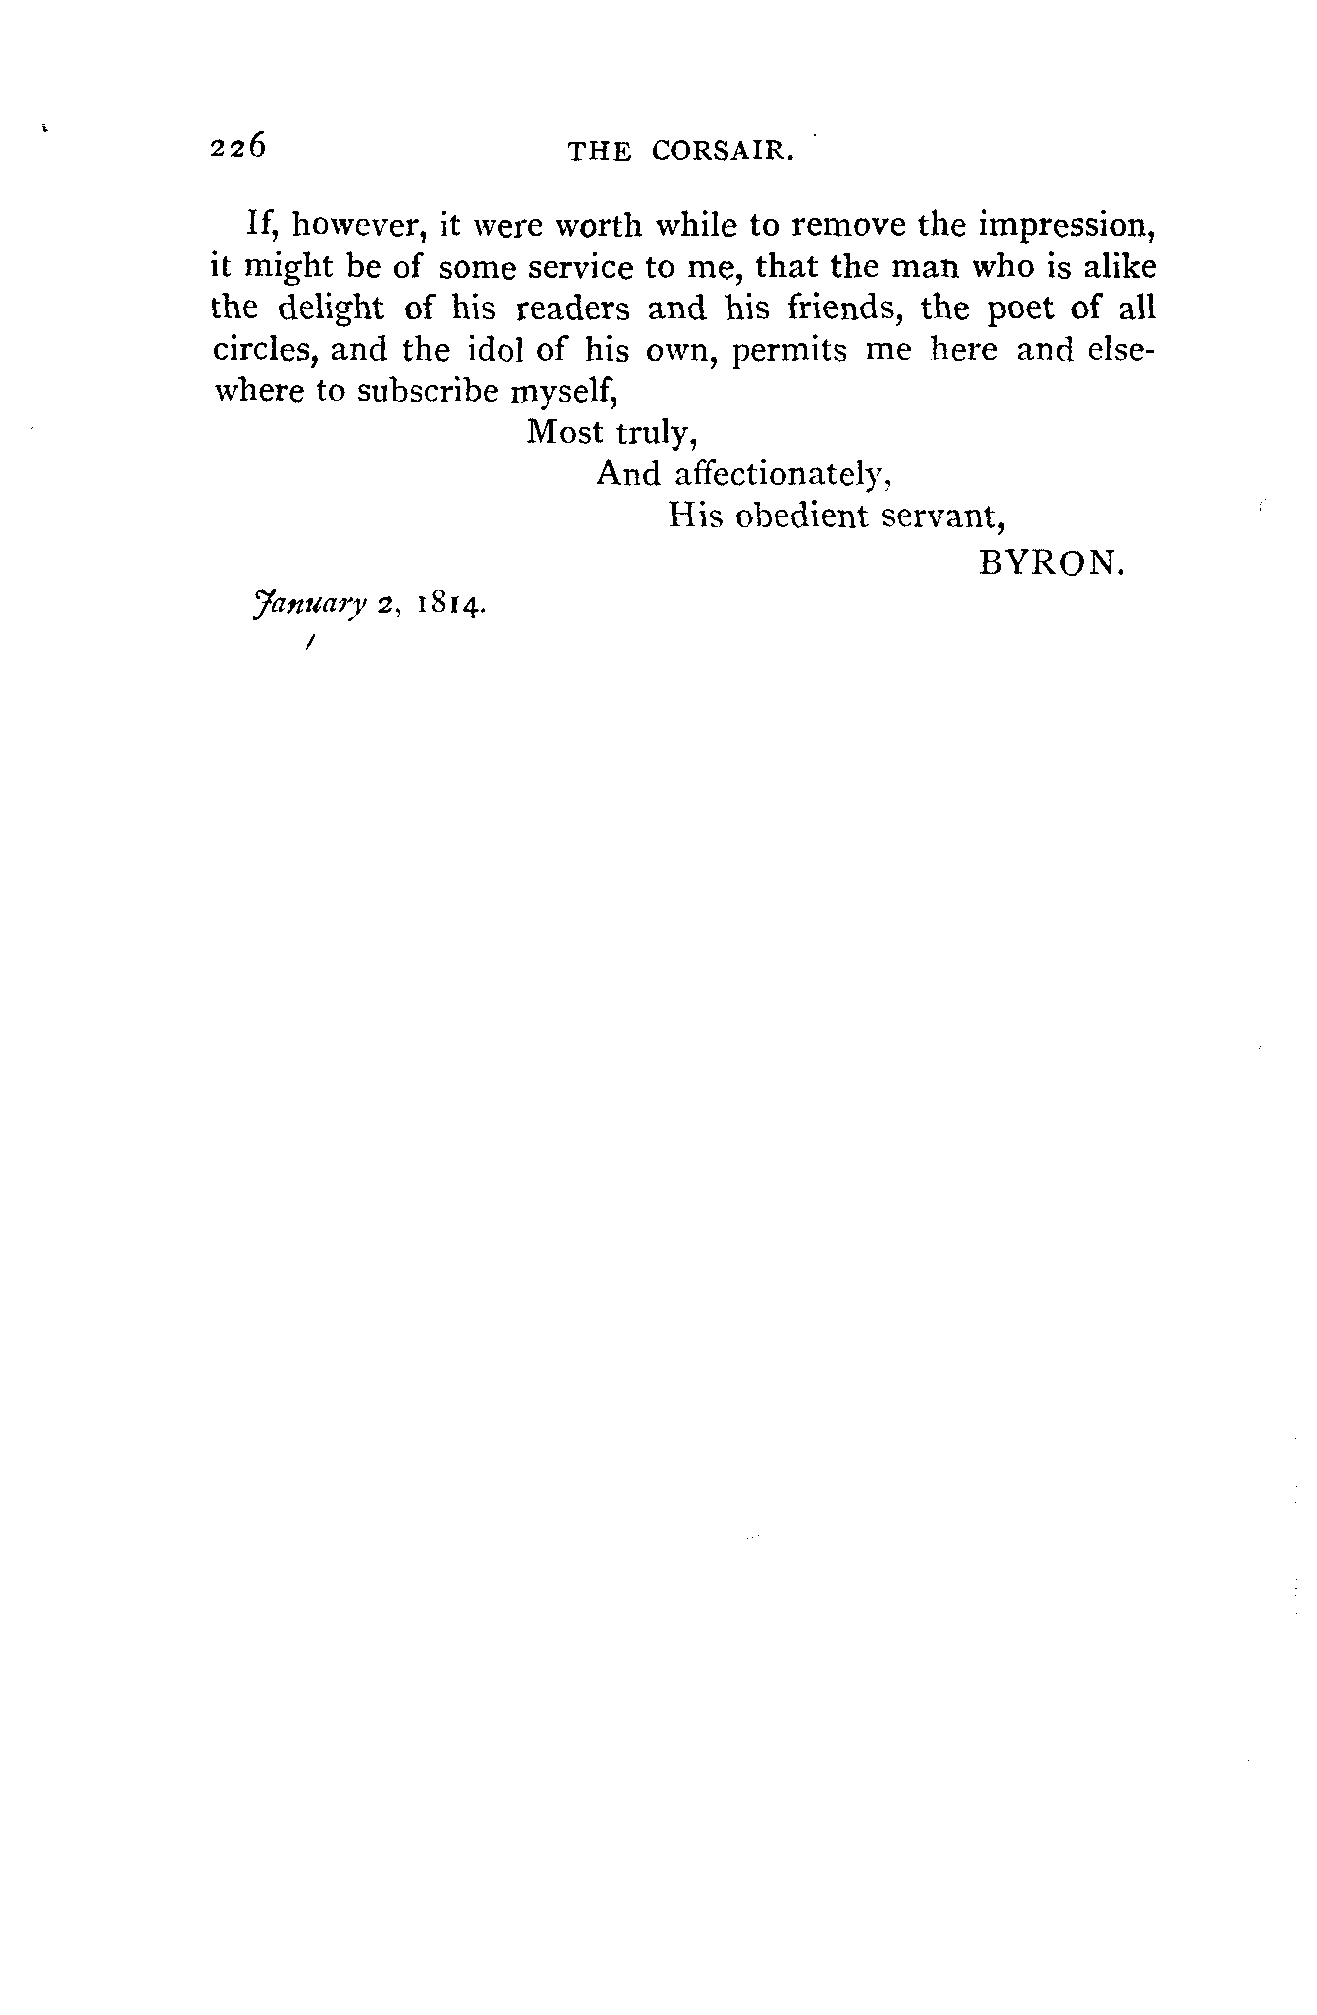 226 THE CORSAIR.
If, however, it were worth while to remove the impression,
it might be of some service to me, that the man who is alike
the delight of his readers and his friends, the poet of all
circles, and the idol of his own, permits me here and else-
where to subscribe myself,
Most truly,
And affectionately,
His obedient servant,
BYRON.
January 2, 1814.